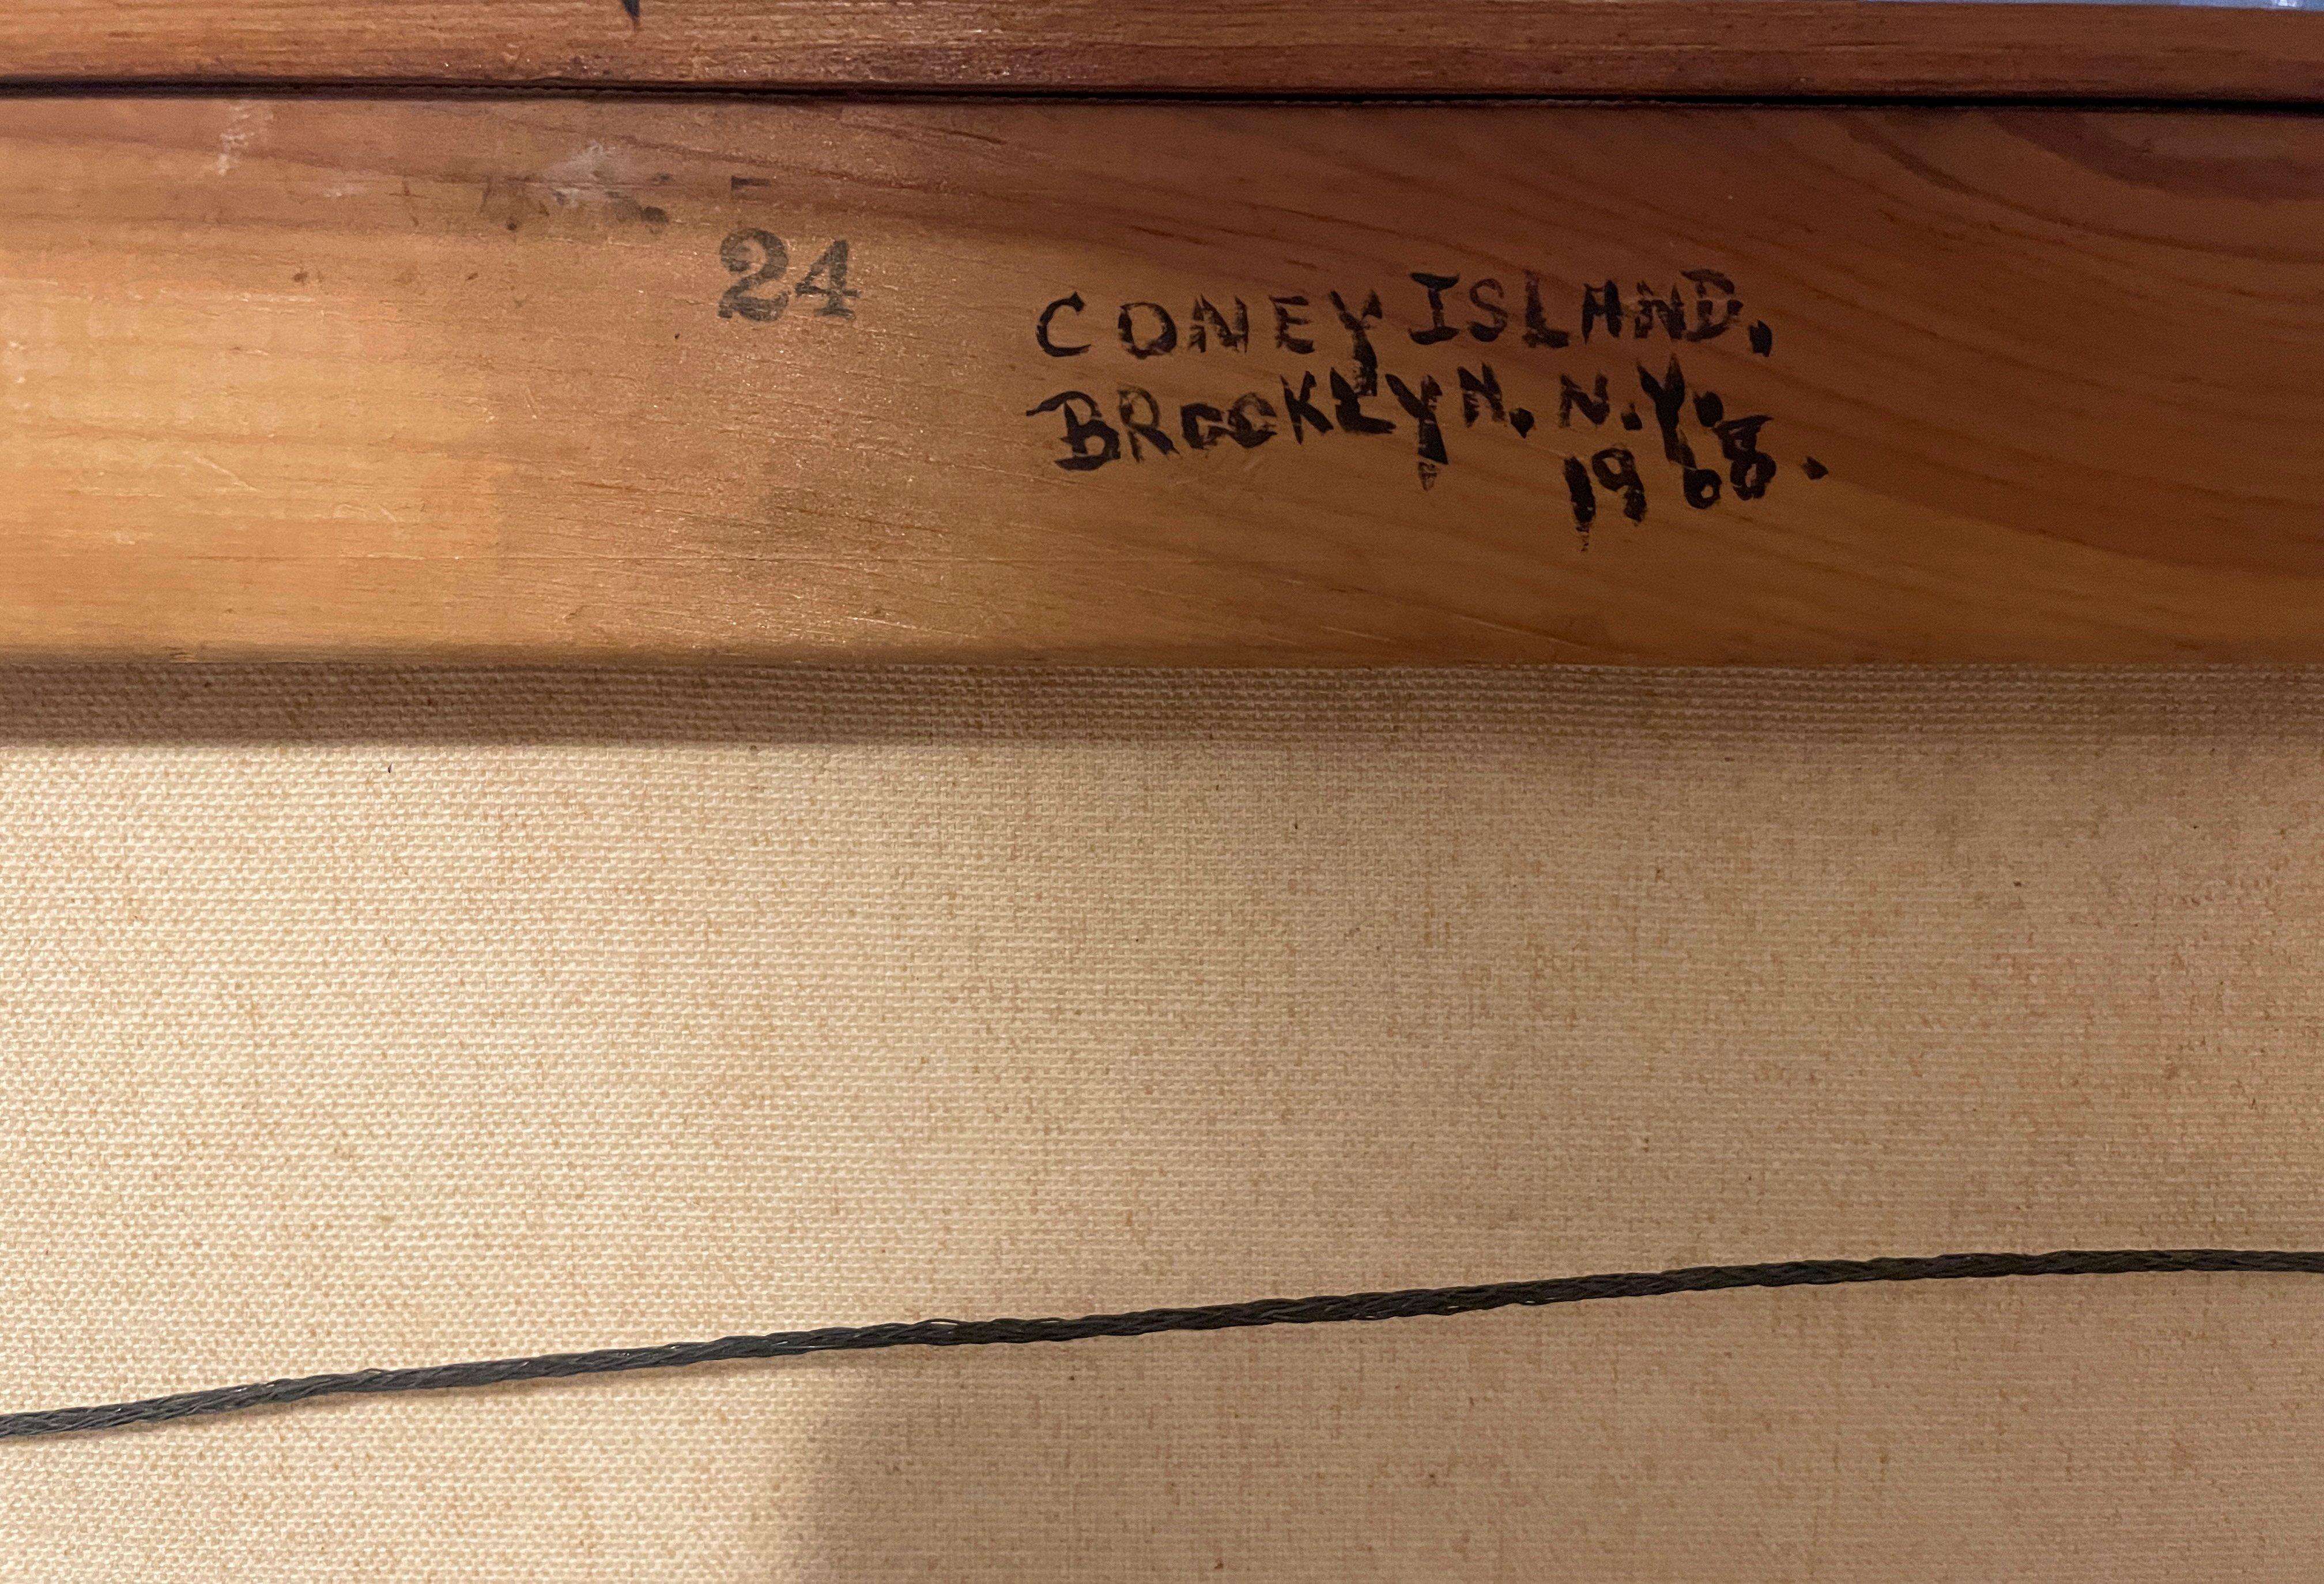 24
CONEY ISLAND,
BROOKLYN. N.Y.
1968.